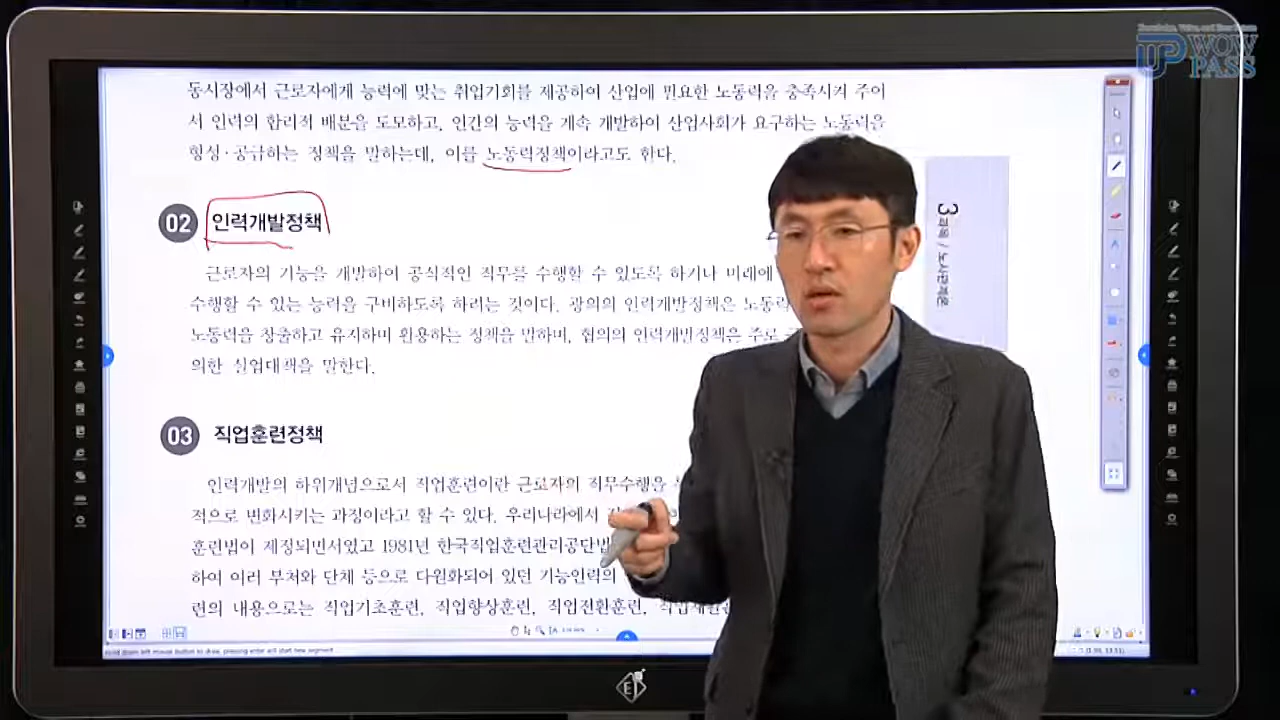 WOW
UP PASS
동시장에서 근로자에게 능력에 맞는 취업기회를 제공하여 산업에 필요한 노동력을 충족시켜 주어
서 인력의 합리적 배분을 도모하고, 인간의 능력을 계속 개발하여 산업사회가 요구하는 노동력을
형성·공급하는 정책을 말하는데, 이를 노동력정책이라고도 한다.
3과목 / 노사관계론
02 인력개발정책
근로자의 기능을 개발하여 공식적인 직무를 수행할 수 있도록 하거나 미래에
수행할 수 있는 능력을 구비하도록 하려는 것이다. 광의의 인력개발정책은
노동력을 창출하고 유지하며 활용하는 정책을 말하며, 협의의 인력개발정책은 주로
의한 실업대책을 말한다.
03 직업훈련정책
인력개발의 하위개념으로서 직업훈련이란 근로자의 직무수행을
적으로 변화시키는 과정이라고 할 수 있다. 우리나라에서
훈련법이 제정되면서였고 1981년 한국직업훈련관리공단법
하여 여러 부처와 단체 등으로 다원화되어 있던 기능인력의
련의 내용으로는 직업기초훈련, 직업향상훈련, 직업전환훈련,